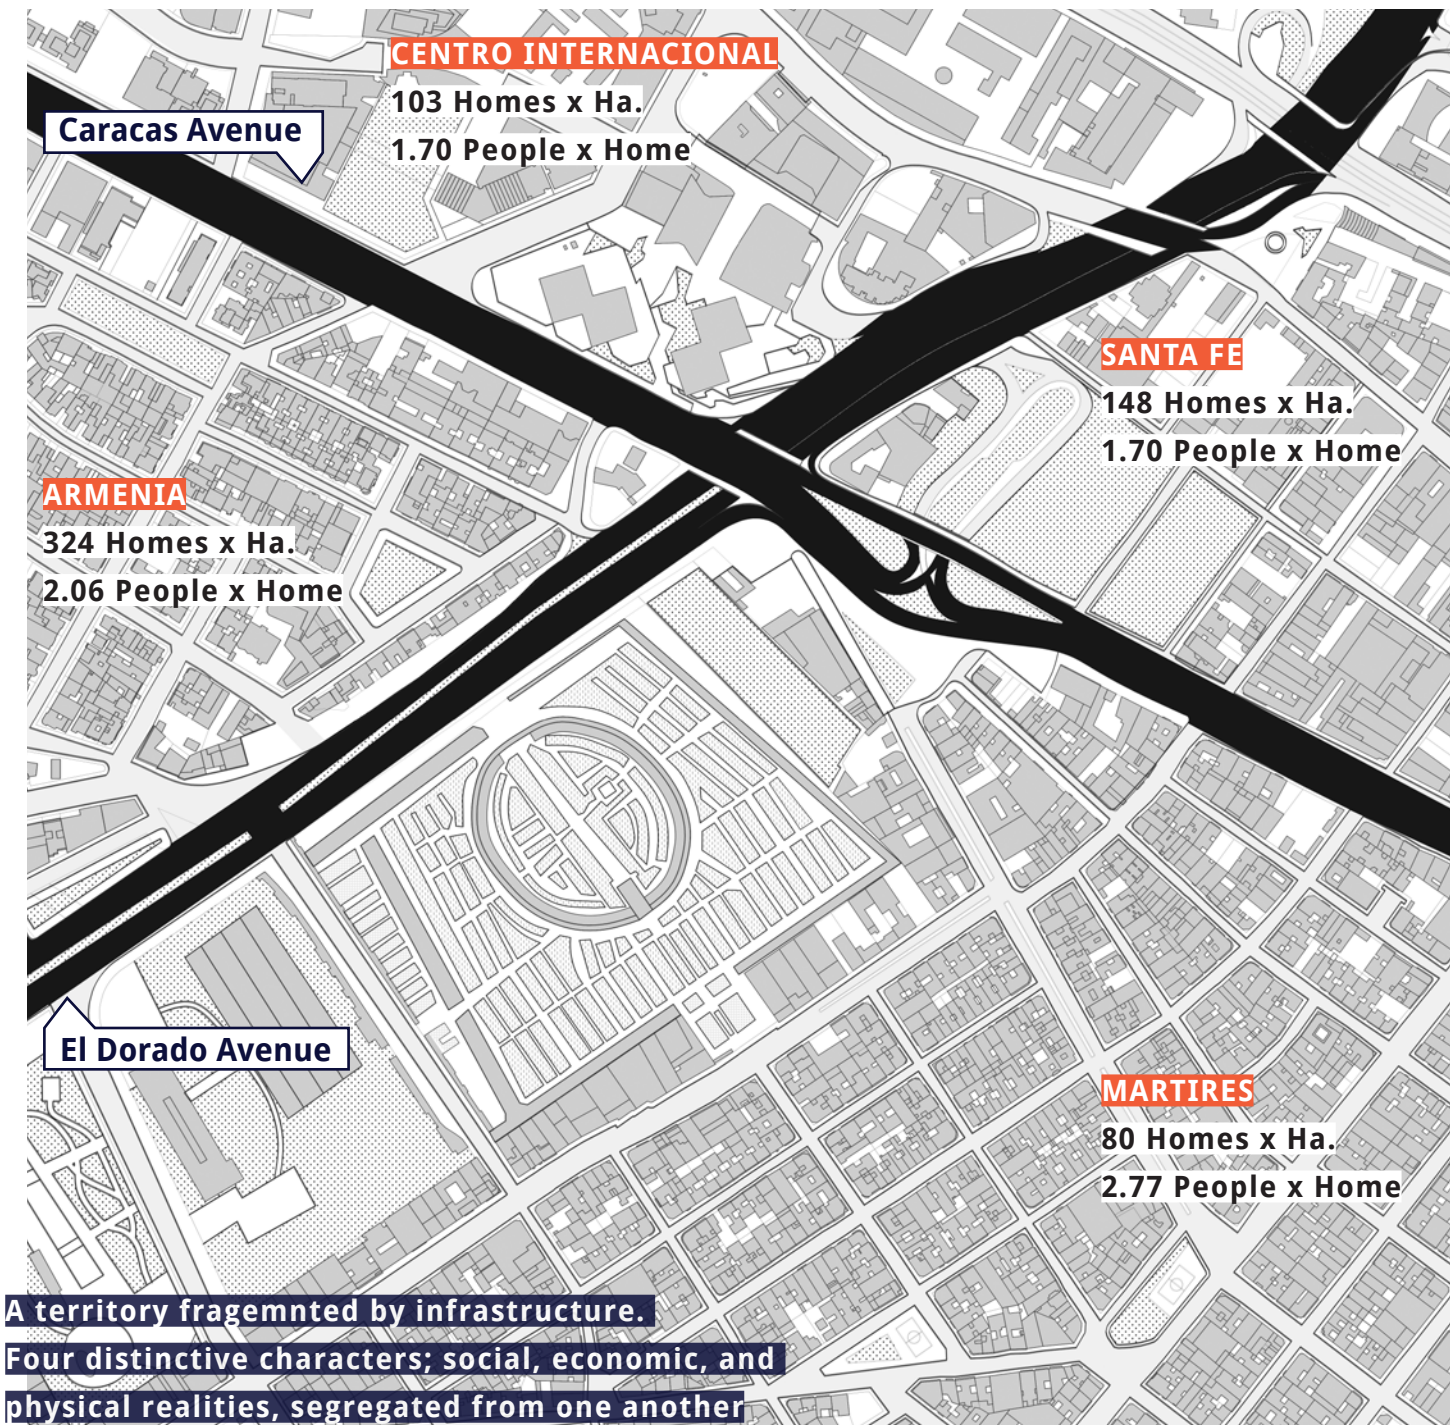 CENTRO INTERNACIONAL
103 Homes x Ha.
1.70 People x Home
Caracas Avenue
SANTA FE
148 Homes x Ha.
1.70 People x Home
ARMENIA
324 Homes x Ha.
2.06 People x Home
El Dorado Avenue
MARTIRES
80 Homes x Ha.
2.77 People x Home
A territory fragemnted by infrastructure.
Four distinctive characters; social, economic, and
physical realities, segregated from one another